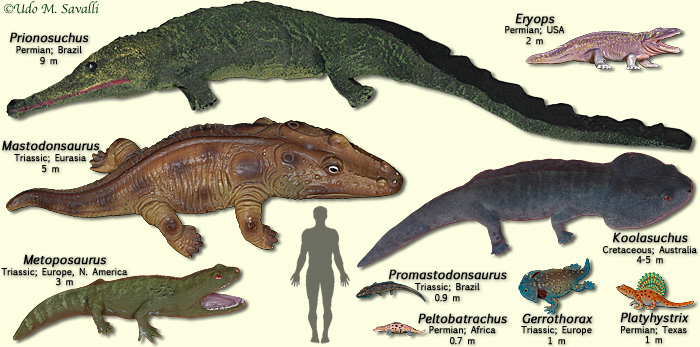 ©Udo M. Savalli
Prionosuchus
Permian; Brazil
9 m
Eryops
Permian; USA
2 m
Mastodonsaurus
Triassic; Eurasia
5 m
Koolasuchus
Cretaceous; Australia
4-5 m
Metoposaurus
Triassic; Europe, N. America
3 m
Promastodonsaurus
Triassic; Brazil
0.9 m
Peltobatrachus
Permian; Africa
0.7 m
Gerrothorax
Triassic; Europe
1 m
Platyhystrix
Permian; Texas
1 m